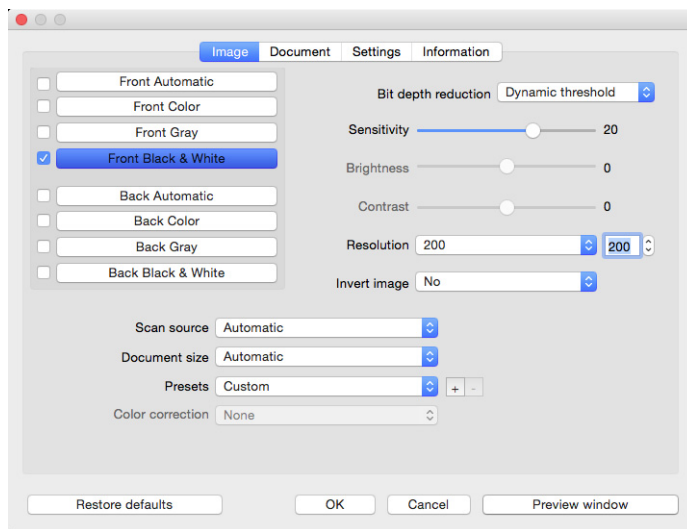 Image Document Settings Information
Front Automatic
Front Color
Front Gray
Front Black & White
Back Automatic
Back Color
Back Gray
Back Black & White
Bit depth reduction Dynamic threshold
Sensitivity 20
Brightness 0
Contrast 0
Resolution 200 200
Invert image No
Scan source Automatic
Document size Automatic
Presets Custom + -
Color correction None
Restore defaults OK Cancel Preview window